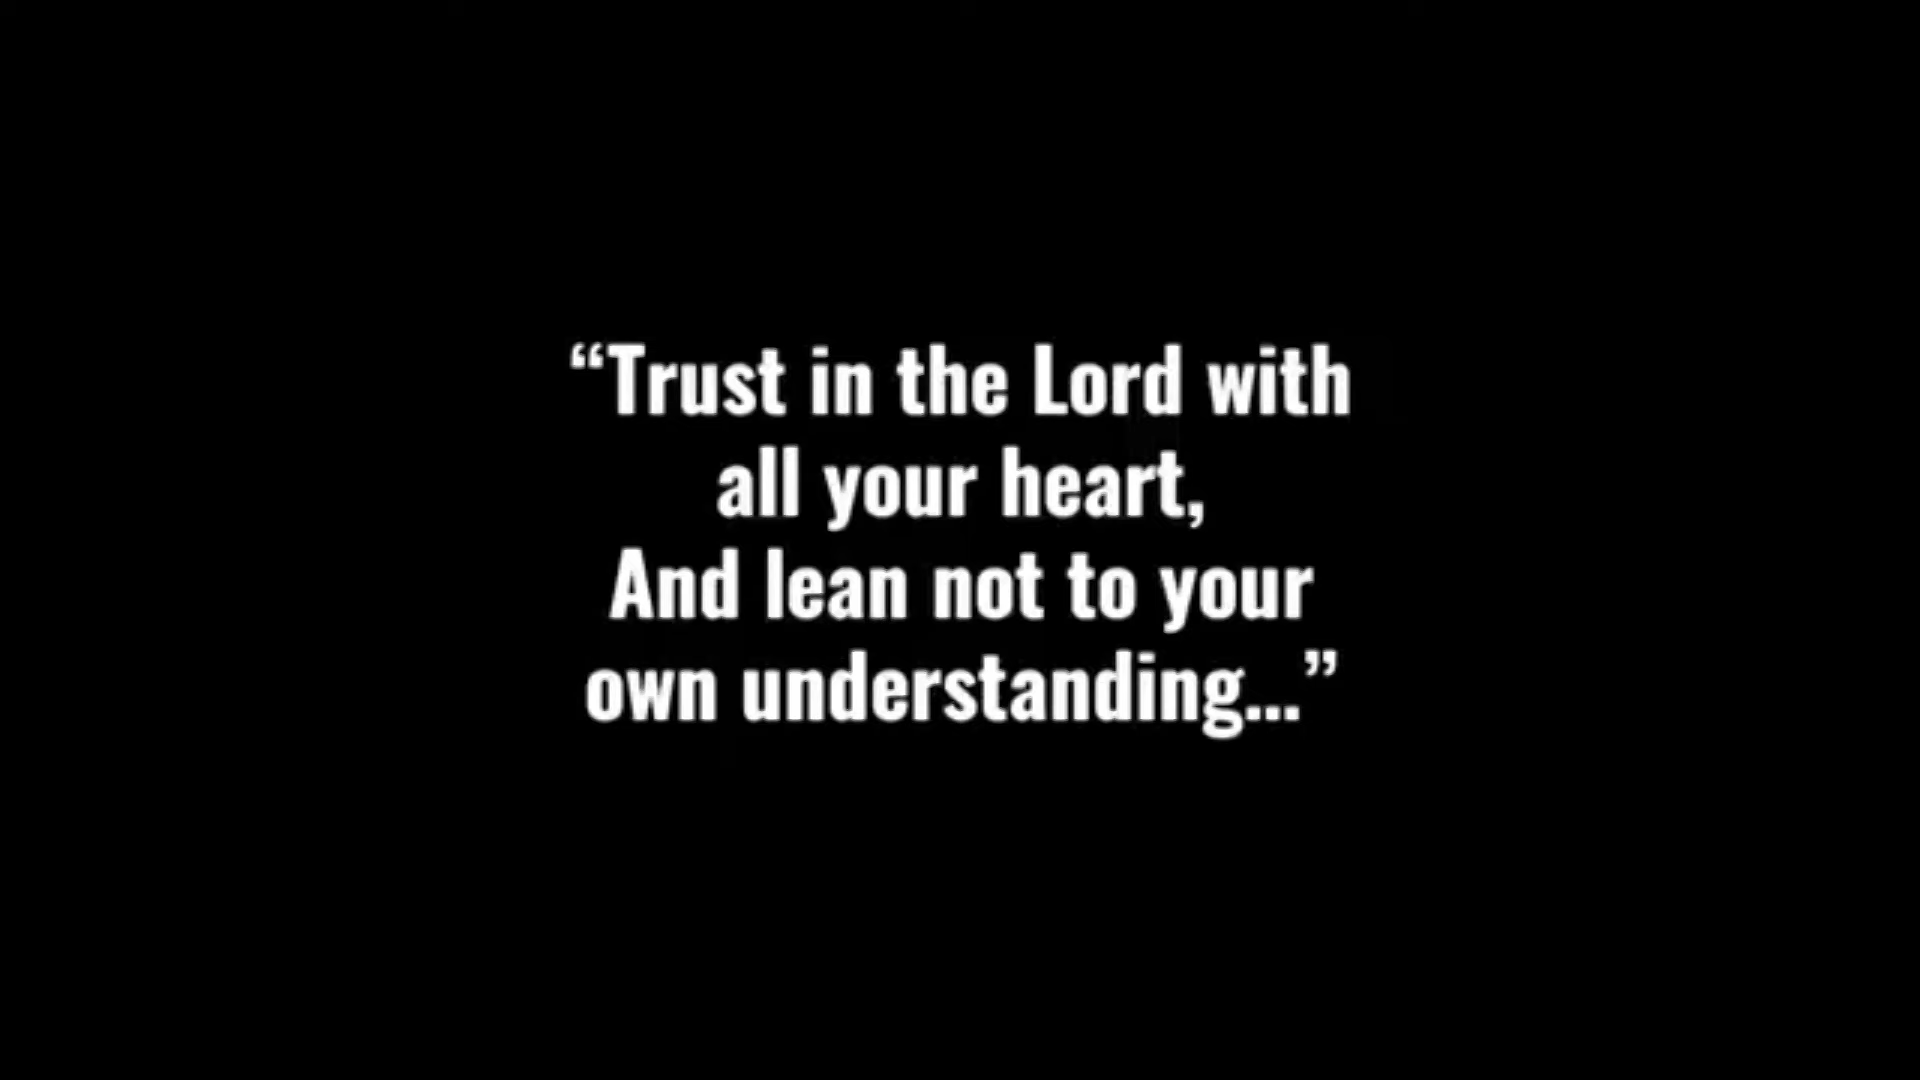 “Trust in the Lord with
all your heart,
And lean not to your
own understanding...”